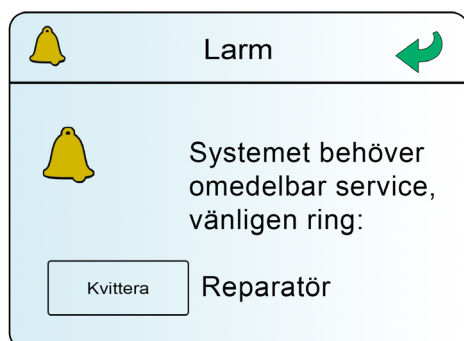 Larm
Systemet behöver
omedelbar service,
vänligen ring:
Kvittera
Reparatör